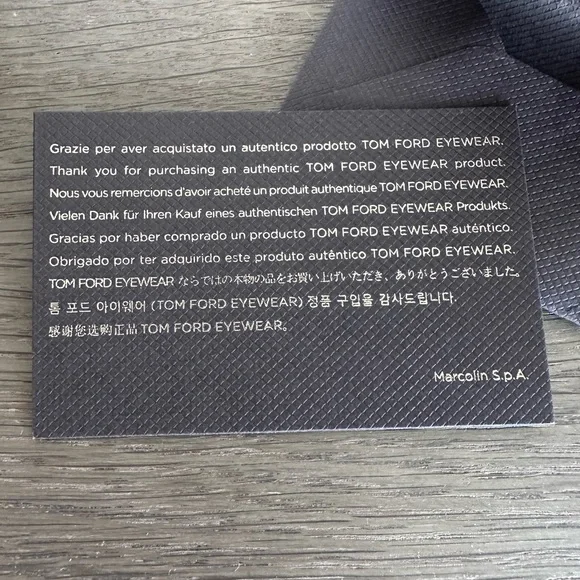 Grazie per aver acquistato un autentico prodotto TOM FORD EYEWEAR.
Thank you for purchasing an authentic TOM FORD EYEWEAR product.
Nous vous remercions d'avoir acheté un produit authentique TOM FORD EYEWEAR.
Vielen Dank für Ihren Kauf eines authentischen TOM FORD EYEWEAR Produkts.
Gracias por haber comprado un producto TOM FORD EYEWEAR auténtico.
Obrigado por ter adquirido este produto autêntico TOM FORD EYEWEAR.
TOM FORD EYEWEAR ならではの本物の品をお買い上げいただき、ありがとうございました。
톰 포드 아이웨어 (TOM FORD EYEWEAR) 정품 구입을 감사드립니다.
感谢您选购正品 TOM FORD EYEWEAR。
Marcolin S.p.A.